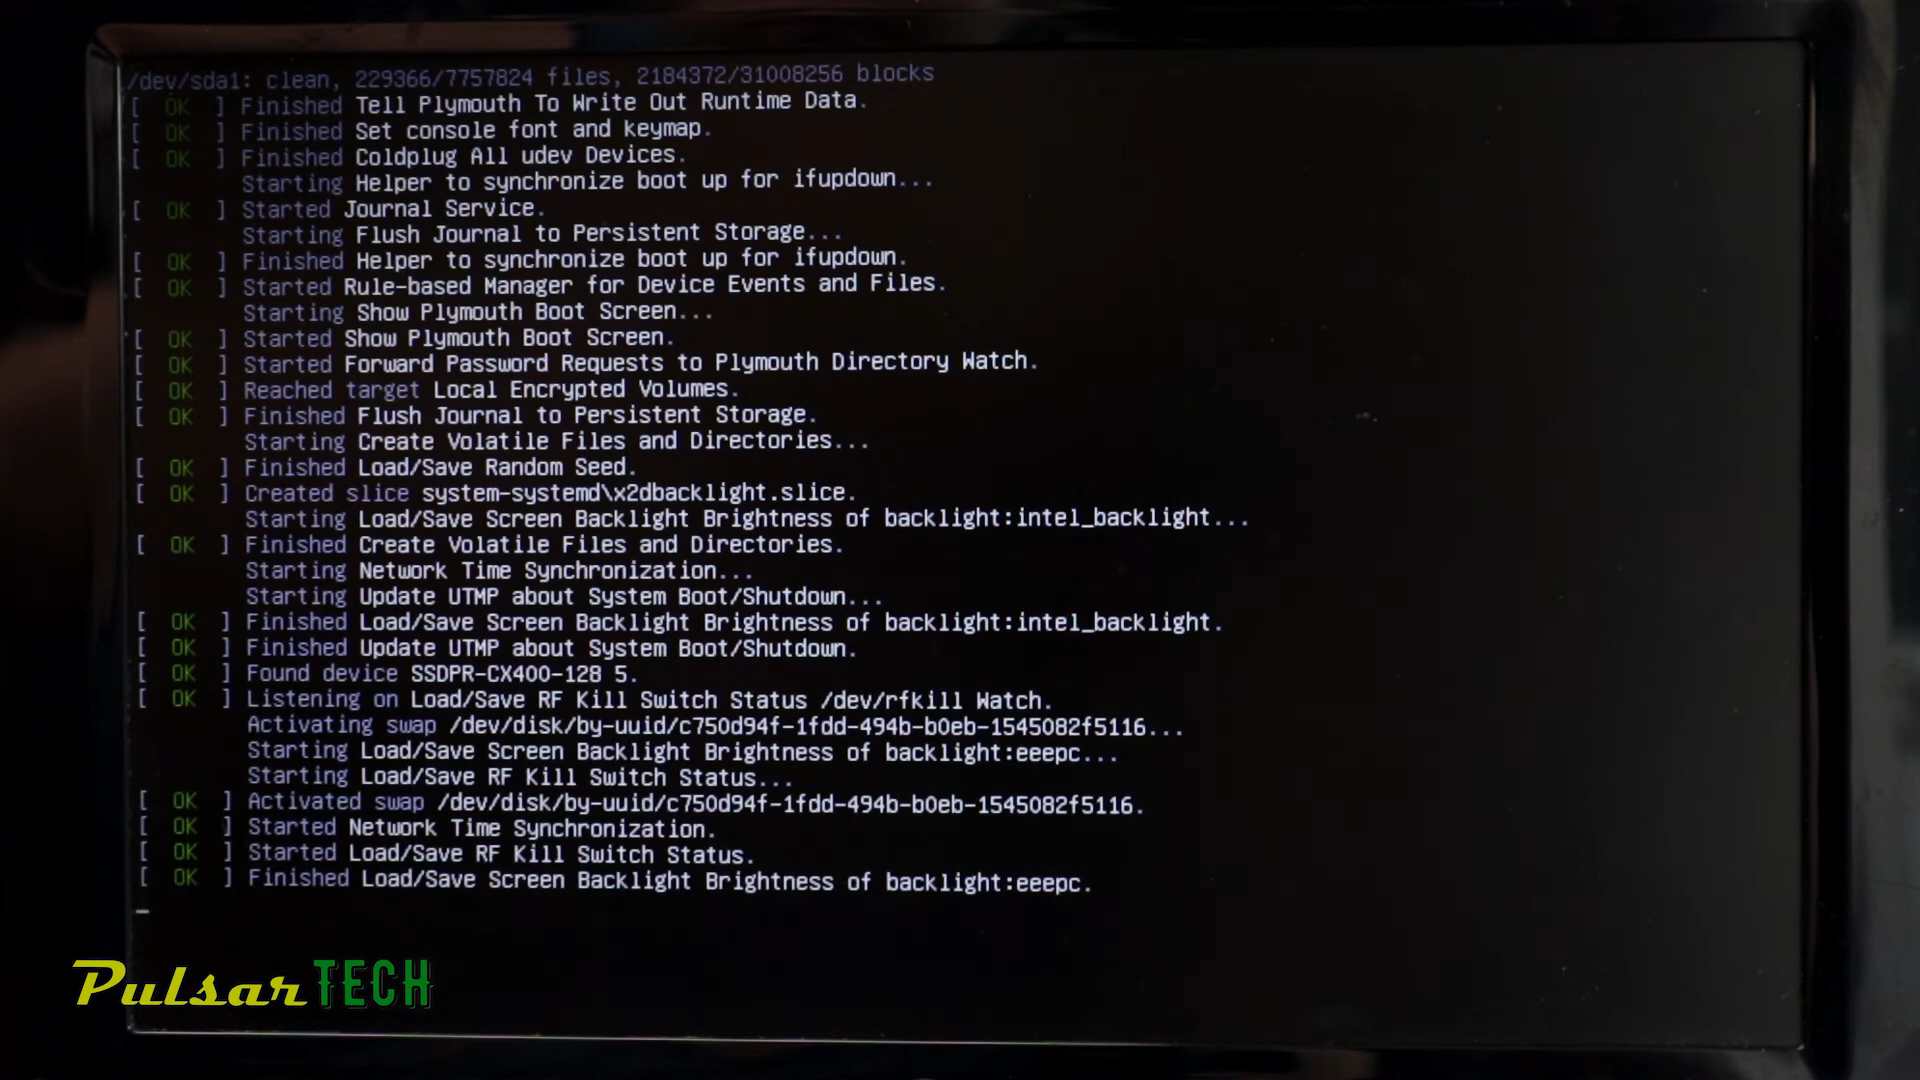 /dev/sda1: clean, 229366/7757824 files, 2184372/31008256 blocks
[  OK  ] Finished Tell Plymouth To Write Out Runtime Data.
[  OK  ] Finished Set console font and keymap.
[  OK  ] Finished Coldplug All udev Devices.
Starting Helper to synchronize boot up for ifupdown...
[  OK  ] Started Journal Service.
Starting Flush Journal to Persistent Storage...
[  OK  ] Finished Helper to synchronize boot up for ifupdown.
[  OK  ] Started Rule-based Manager for Device Events and Files.
Starting Show Plymouth Boot Screen...
[  OK  ] Started Show Plymouth Boot Screen.
[  OK  ] Started Forward Password Requests to Plymouth Directory Watch.
[  OK  ] Reached target Local Encrypted Volumes.
[  OK  ] Finished Flush Journal to Persistent Storage.
Starting Create Volatile Files and Directories...
[  OK  ] Finished Load/Save Random Seed.
[  OK  ] Created slice system-systemd\x2dbacklight.slice.
Starting Load/Save Screen Backlight Brightness of backlight:intel_backlight...
[  OK  ] Finished Create Volatile Files and Directories.
Starting Network Time Synchronization...
Starting Update UTMP about System Boot/Shutdown...
[  OK  ] Finished Load/Save Screen Backlight Brightness of backlight:intel_backlight.
[  OK  ] Finished Update UTMP about System Boot/Shutdown.
[  OK  ] Found device SSDPR-CX400-128 5.
[  OK  ] Listening on Load/Save RF Kill Switch Status /dev/rfkill Watch.
Activating swap /dev/disk/by-uuid/c750d94f-1fdd-494b-b0eb-1545082f5116...
Starting Load/Save Screen Backlight Brightness of backlight:eeepc...
Starting Load/Save RF Kill Switch Status...
[  OK  ] Activated swap /dev/disk/by-uuid/c750d94f-1fdd-494b-b0eb-1545082f5116.
[  OK  ] Started Network Time Synchronization.
[  OK  ] Started Load/Save RF Kill Switch Status.
[  OK  ] Finished Load/Save Screen Backlight Brightness of backlight:eeepc.
Pulsar TECH